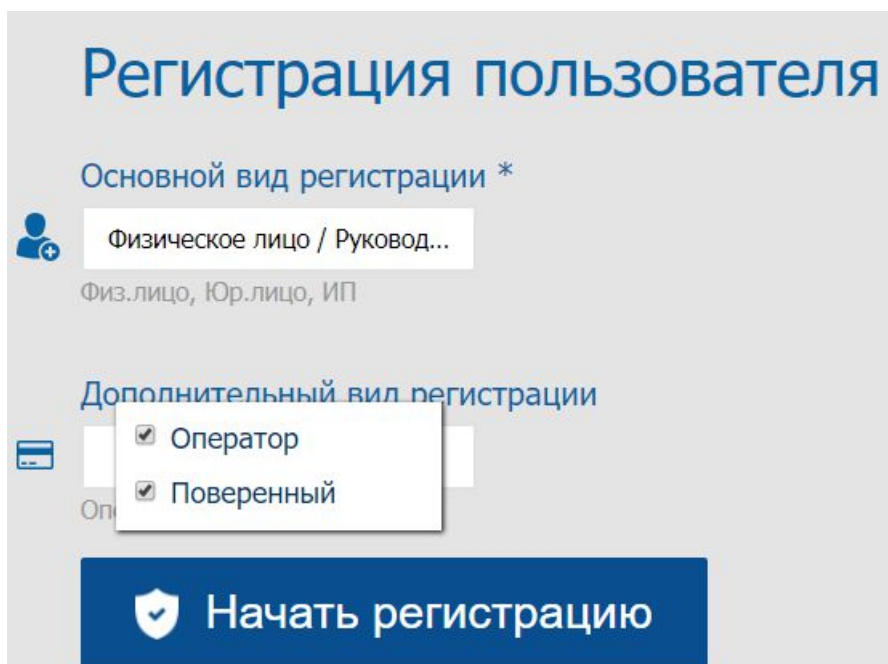 Регистрация пользователя
Основной вид регистрации *
Физическое лицо / Руковод...
Физ.лицо, Юр.лицо, ИП
Дополнительный вид регистрации
Оператор
Поверенный
Начать регистрацию